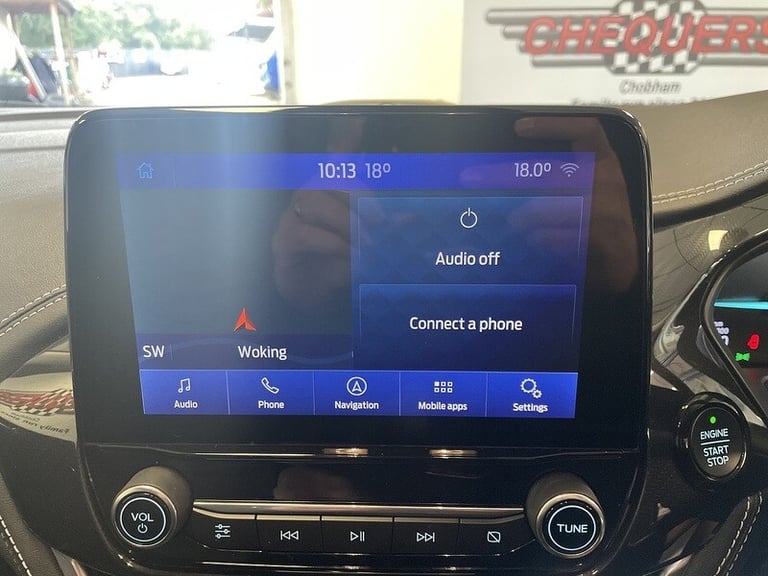 CHEQUERS
Chobham
10:13 18° 18.0°
Audio off
Connect a phone
SW Woking
Audio Phone Navigation Mobile apps Settings
ENGINE
START
STOP
VOL
TUNE